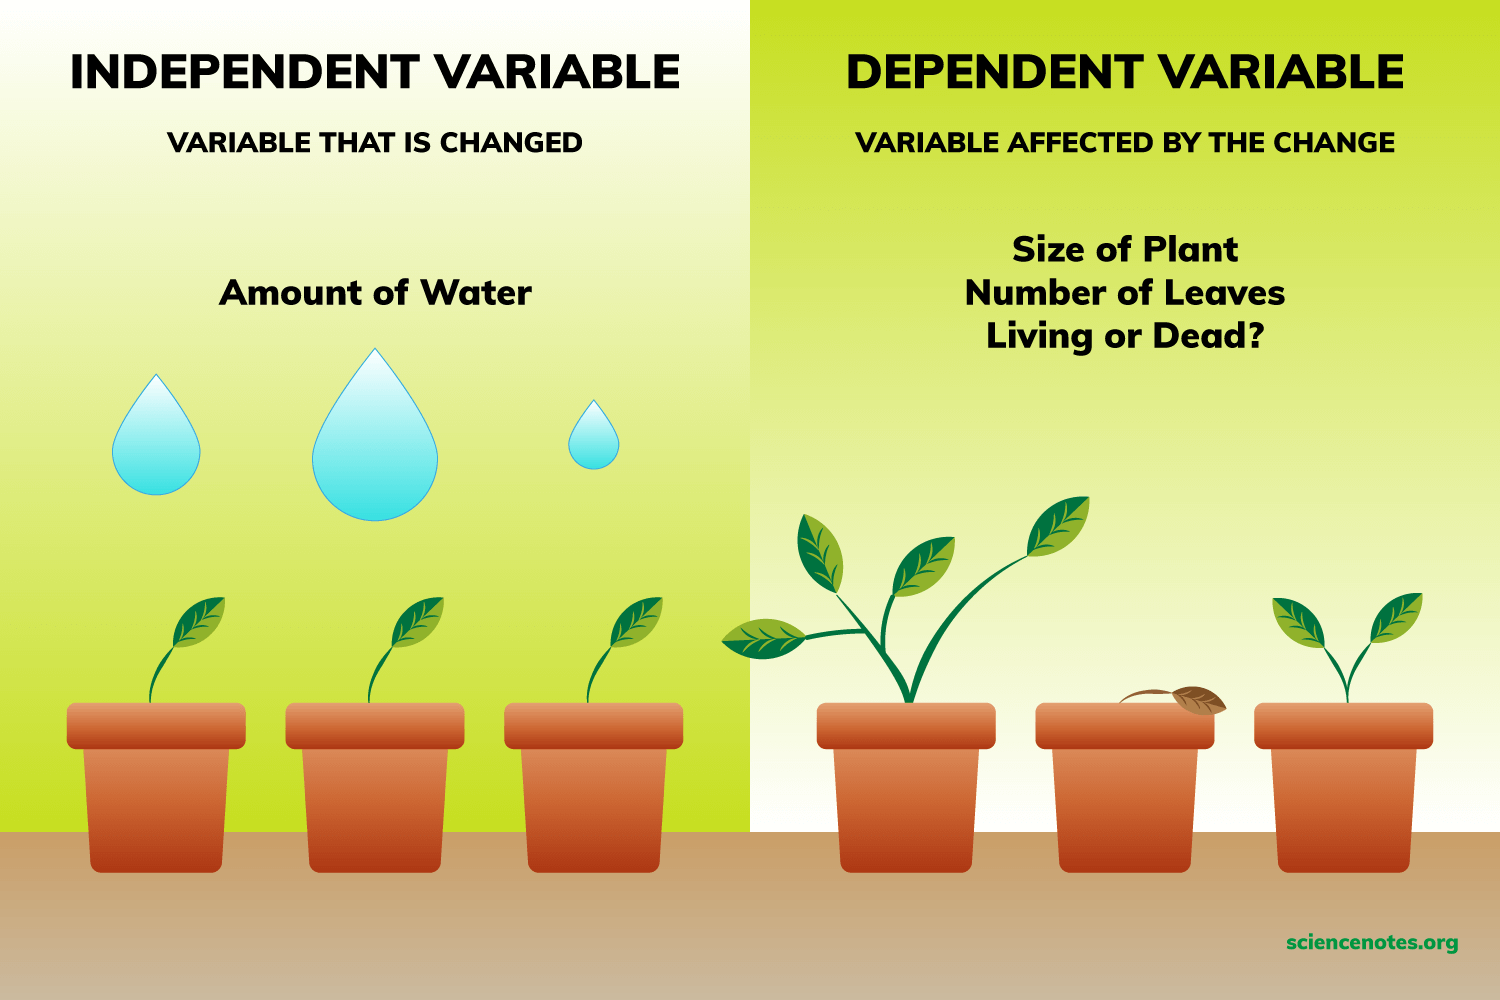 INDEPENDENT VARIABLE
VARIABLE THAT IS CHANGED
Amount of Water
DEPENDENT VARIABLE
VARIABLE AFFECTED BY THE CHANGE
Size of Plant
Number of Leaves
Living or Dead?
sciencenotes.org